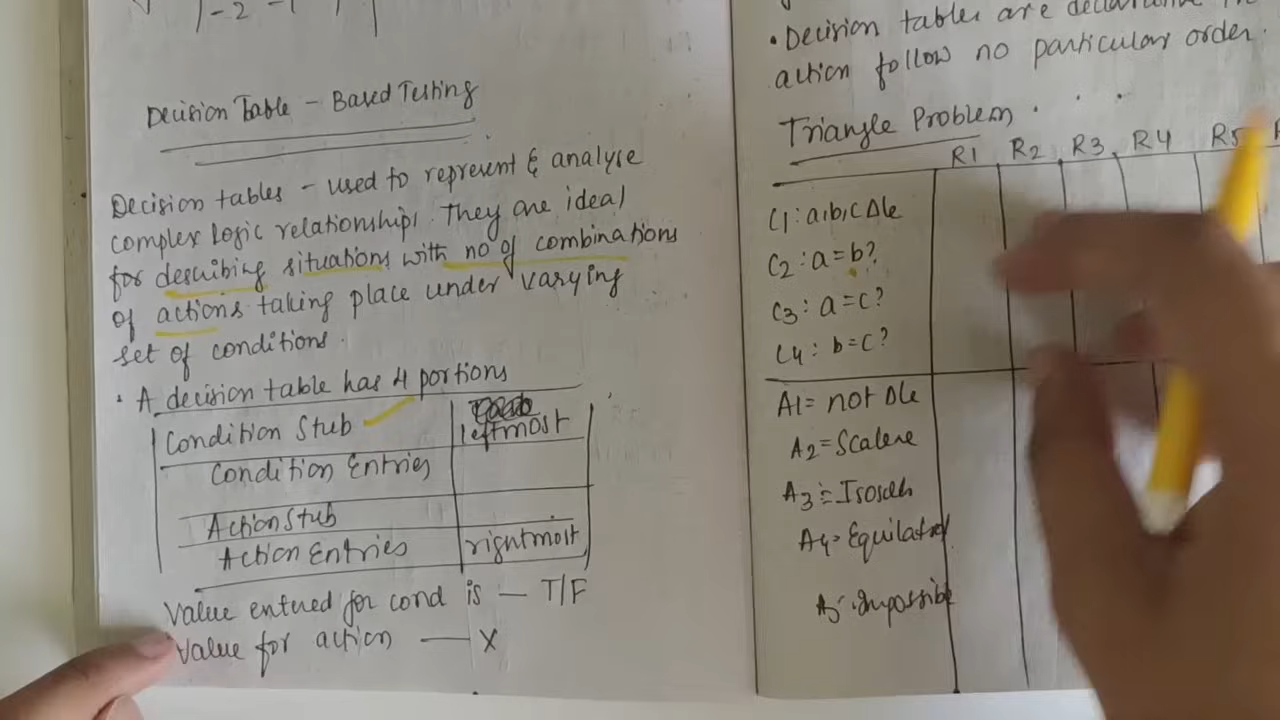 -2 -1
Decision Table - Based Testing
Decision tables - used to represent & analyse
complex logic relationships. They are ideal
for describing situations with no of combinations
of actions taking place under varying
set of conditions.
• A decision table has 4 portions
Condition Stub leftmost
Condition Entries
Action Stub
Action Entries rightmost
Value entered for cond is — T/F
Value for action — X
• Decision tables are
action follow no particular order.
Triangle Problem
R1 R2 R3 R4 R5
C1: a,b,c Δle
C2: a=b?
C3: a=c?
C4: b=c?
A1= not Δle
A2= Scalene
A3= Isoseles
A4= Equilatral
A5: Impossible